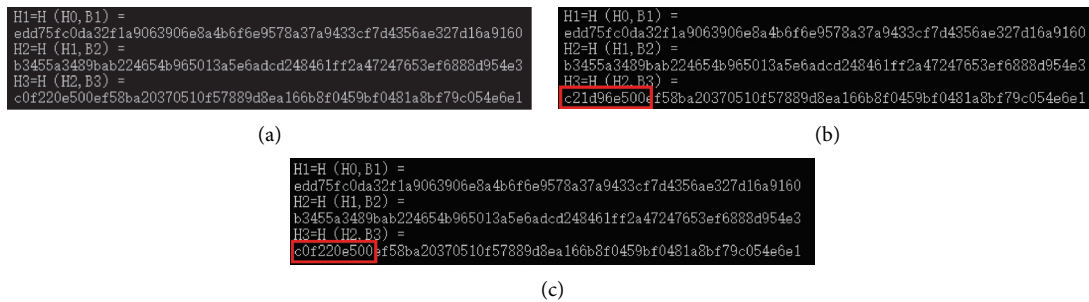 H1=H (H0, B1) =
edd75fc0da32f1a9063906e8a4b6f6e9578a37a9433cf7d4356ae327d16a9160
H2=H (H1, B2) =
b3455a3489bab224654b965013a5e6adcd248461ff2a47247653ef6888d954e3
H3=H (H2, B3) =
c0f220e500ef58ba20370510f57889d8ea166b8f0459bf0481a8bf79c054e6e1
(a)
H1=H (H0, B1) =
edd75fc0da32f1a9063906e8a4b6f6e9578a37a9433cf7d4356ae327d16a9160
H2=H (H1, B2) =
b3455a3489bab224654b965013a5e6adcd248461ff2a47247653ef6888d954e3
H3=H (H2, B3) =
c21d96e500ef58ba20370510f57889d8ea166b8f0459bf0481a8bf79c054e6e1
(b)
H1=H (H0, B1) =
edd75fc0da32f1a9063906e8a4b6f6e9578a37a9433cf7d4356ae327d16a9160
H2=H (H1, B2) =
b3455a3489bab224654b965013a5e6adcd248461ff2a47247653ef6888d954e3
H3=H (H2, B3) =
c0f220e500ef58ba20370510f57889d8ea166b8f0459bf0481a8bf79c054e6e1
(c)